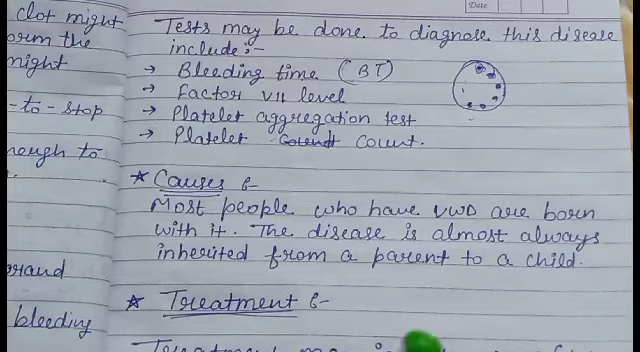 Date
clot might
orm the
night
-to-stop
nough to
brand
bleeding
Tests may be done to diagnose this disease
include:-
→ Bleeding time (BT)
→ Factor VII level
→ Platelet aggregation test
→ Platelet count.
* Causes :-
Most people who have VWD are born
with it. The disease is almost always
inherited from a parent to a child.
* Treatment :-